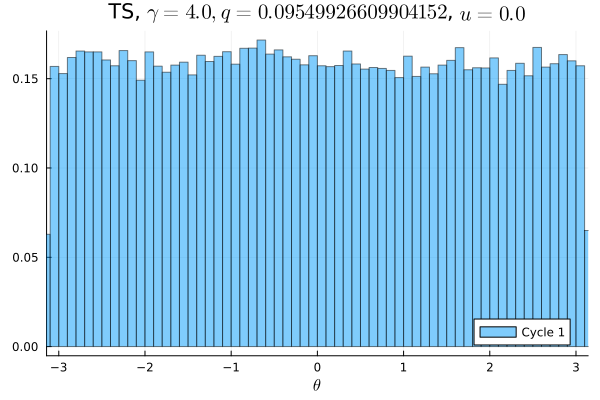 TS, γ = 4.0, q = 0.09549926609904152, u = 0.0
0.15
0.10
0.05
0.00
Cycle 1
−3 −2 −1 0 1 2 3
θ